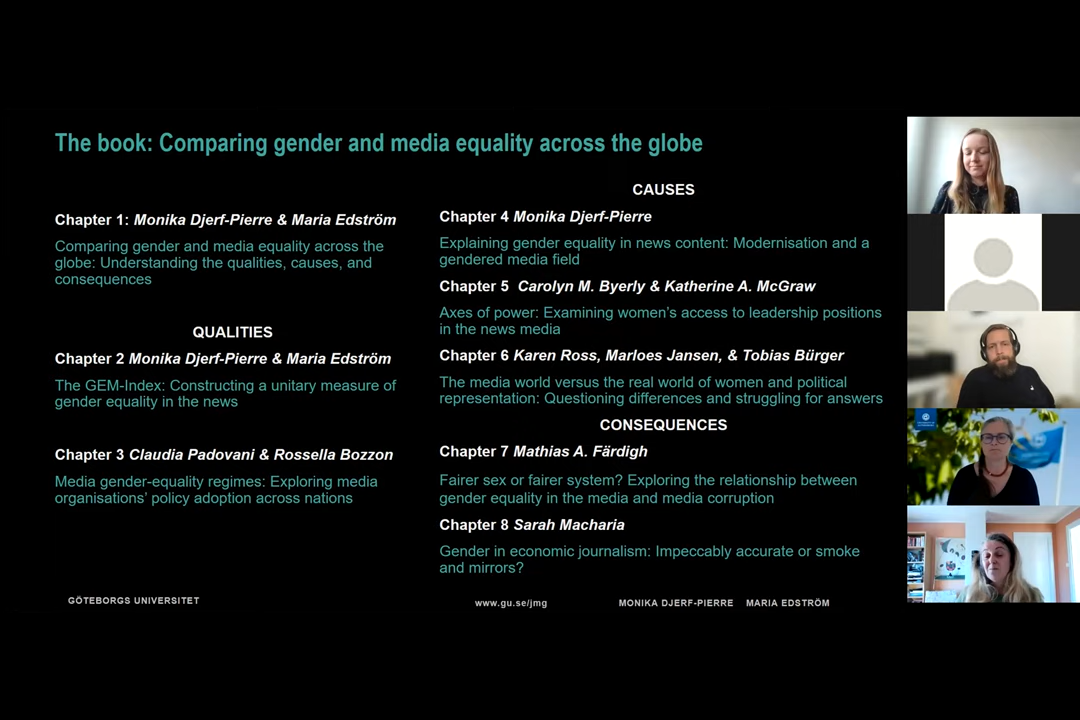 The book: Comparing gender and media equality across the globe
Chapter 1: Monika Djerf-Pierre & Maria Edström
Comparing gender and media equality across the
globe: Understanding the qualities, causes, and
consequences
QUALITIES
Chapter 2 Monika Djerf-Pierre & Maria Edström
The GEM-Index: Constructing a unitary measure of
gender equality in the news
Chapter 3 Claudia Padovani & Rossella Bozzon
Media gender-equality regimes: Exploring media
organisations' policy adoption across nations
CAUSES
Chapter 4 Monika Djerf-Pierre
Explaining gender equality in news content: Modernisation and a
gendered media field
Chapter 5 Carolyn M. Byerly & Katherine A. McGraw
Axes of power: Examining women's access to leadership positions
in the news media
Chapter 6 Karen Ross, Marloes Jansen, & Tobias Bürger
The media world versus the real world of women and political
representation: Questioning differences and struggling for answers
CONSEQUENCES
Chapter 7 Mathias A. Färdigh
Fairer sex or fairer system? Exploring the relationship between
gender equality in the media and media corruption
Chapter 8 Sarah Macharia
Gender in economic journalism: Impeccably accurate or smoke
and mirrors?
GÖTEBORGS UNIVERSITET
www.gu.se/jmg
MONIKA DJERF-PIERRE MARIA EDSTRÖM